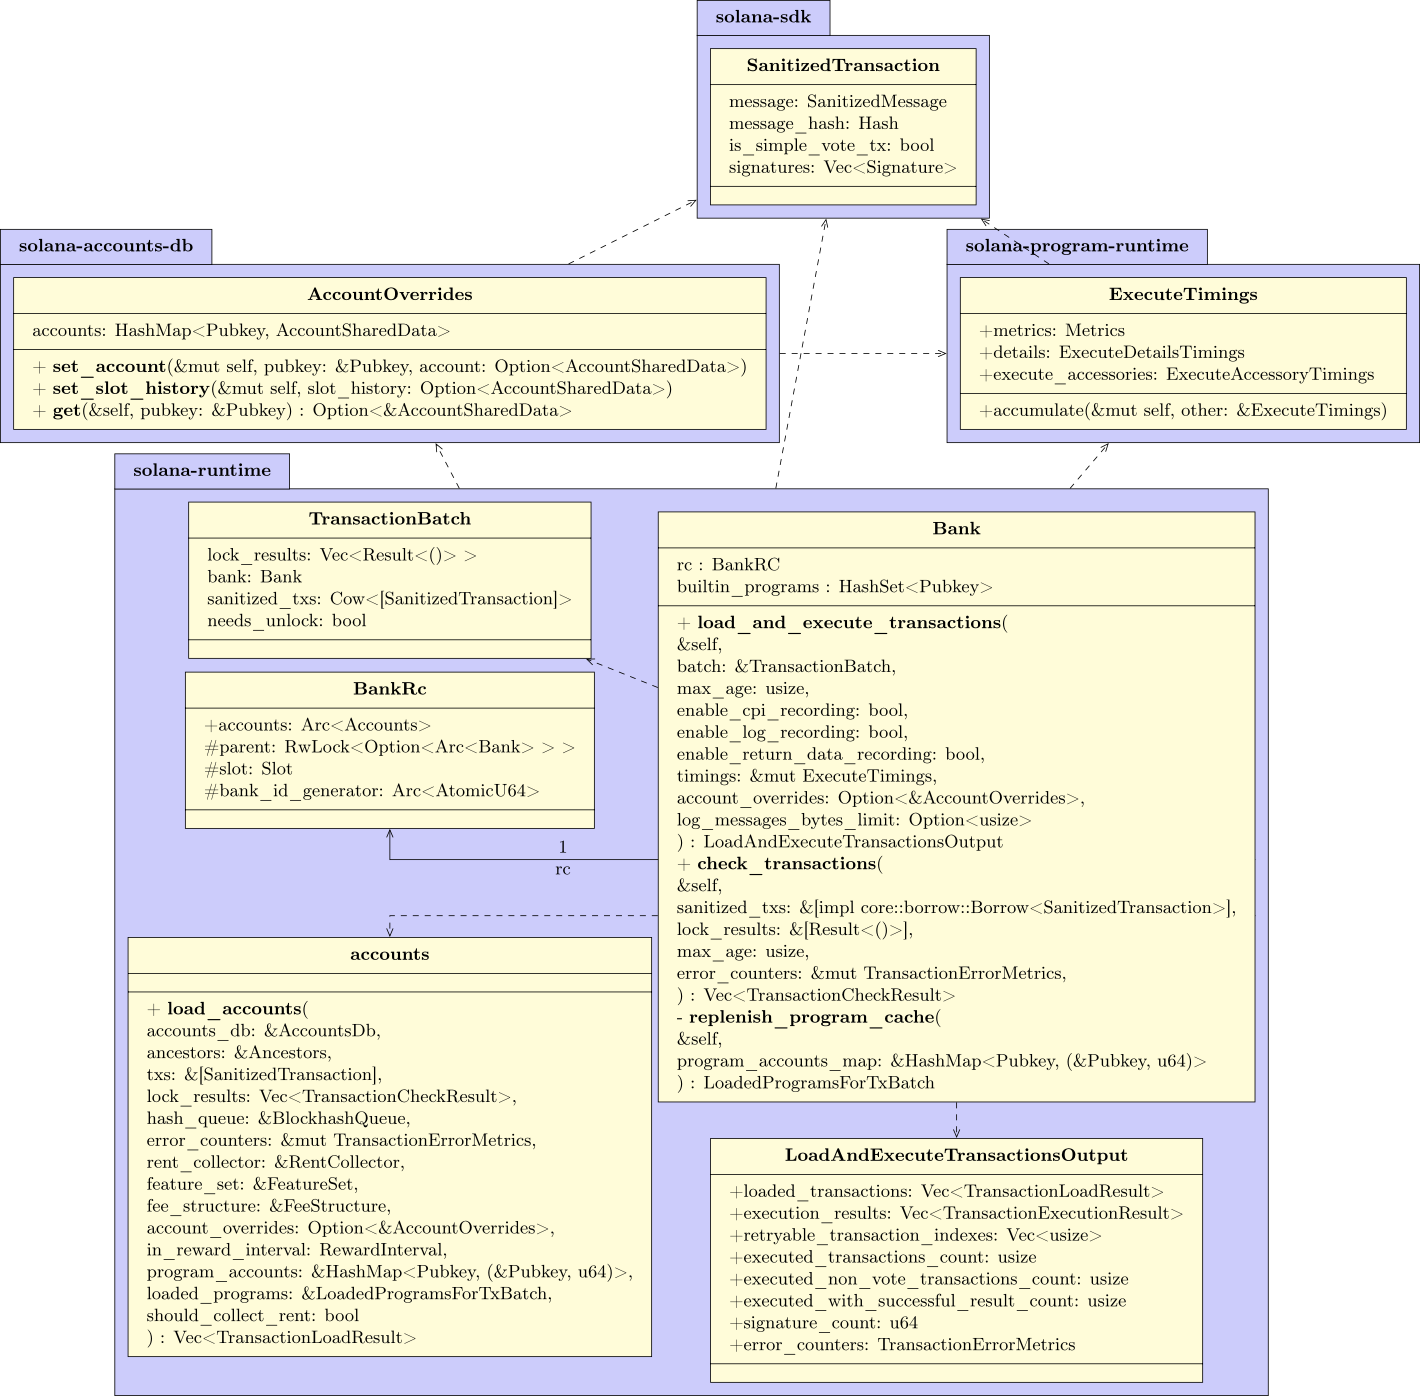 solana-sdk
SanitizedTransaction
message: SanitizedMessage
message_hash: Hash
is_simple_vote_tx: bool
signatures: Vec<Signature>
solana-accounts-db
AccountOverrides
accounts: HashMap<Pubkey, AccountSharedData>
+ set_account(&mut self, pubkey: &Pubkey, account: Option<AccountSharedData>)
+ set_slot_history(&mut self, slot_history: Option<AccountSharedData>)
+ get(&self, pubkey: &Pubkey) : Option<&AccountSharedData>
solana-program-runtime
ExecuteTimings
+metrics: Metrics
+details: ExecuteDetailsTimings
+execute_accessories: ExecuteAccessoryTimings
+accumulate(&mut self, other: &ExecuteTimings)
solana-runtime
TransactionBatch
lock_results: Vec<Result<()> >
bank: Bank
sanitized_txs: Cow<[SanitizedTransaction]>
needs_unlock: bool
BankRc
+accounts: Arc<Accounts>
#parent: RwLock<Option<Arc<Bank> > >
#slot: Slot
#bank_id_generator: Arc<AtomicU64>
1
rc
accounts
+ load_accounts(
accounts_db: &AccountsDb,
ancestors: &Ancestors,
txs: &[SanitizedTransaction],
lock_results: Vec<TransactionCheckResult>,
hash_queue: &BlockhashQueue,
error_counters: &mut TransactionErrorMetrics,
rent_collector: &RentCollector,
feature_set: &FeatureSet,
fee_structure: &FeeStructure,
account_overrides: Option<&AccountOverrides>,
in_reward_interval: RewardInterval,
program_accounts: &HashMap<Pubkey, (&Pubkey, u64)>,
loaded_programs: &LoadedProgramsForTxBatch,
should_collect_rent: bool
) : Vec<TransactionLoadResult>
Bank
rc : BankRC
builtin_programs : HashSet<Pubkey>
+ load_and_execute_transactions(
&self,
batch: &TransactionBatch,
max_age: usize,
enable_cpi_recording: bool,
enable_log_recording: bool,
enable_return_data_recording: bool,
timings: &mut ExecuteTimings,
account_overrides: Option<&AccountOverrides>,
log_messages_bytes_limit: Option<usize>
) : LoadAndExecuteTransactionsOutput
+ check_transactions(
&self,
sanitized_txs: &[impl core::borrow::Borrow<SanitizedTransaction>],
lock_results: &[Result<()>],
max_age: usize,
error_counters: &mut TransactionErrorMetrics,
) : Vec<TransactionCheckResult>
- replenish_program_cache(
&self,
program_accounts_map: &HashMap<Pubkey, (&Pubkey, u64)>
) : LoadedProgramsForTxBatch
LoadAndExecuteTransactionsOutput
+loaded_transactions: Vec<TransactionLoadResult>
+execution_results: Vec<TransactionExecutionResult>
+retryable_transaction_indexes: Vec<usize>
+executed_transactions_count: usize
+executed_non_vote_transactions_count: usize
+executed_with_successful_result_count: usize
+signature_count: u64
+error_counters: TransactionErrorMetrics